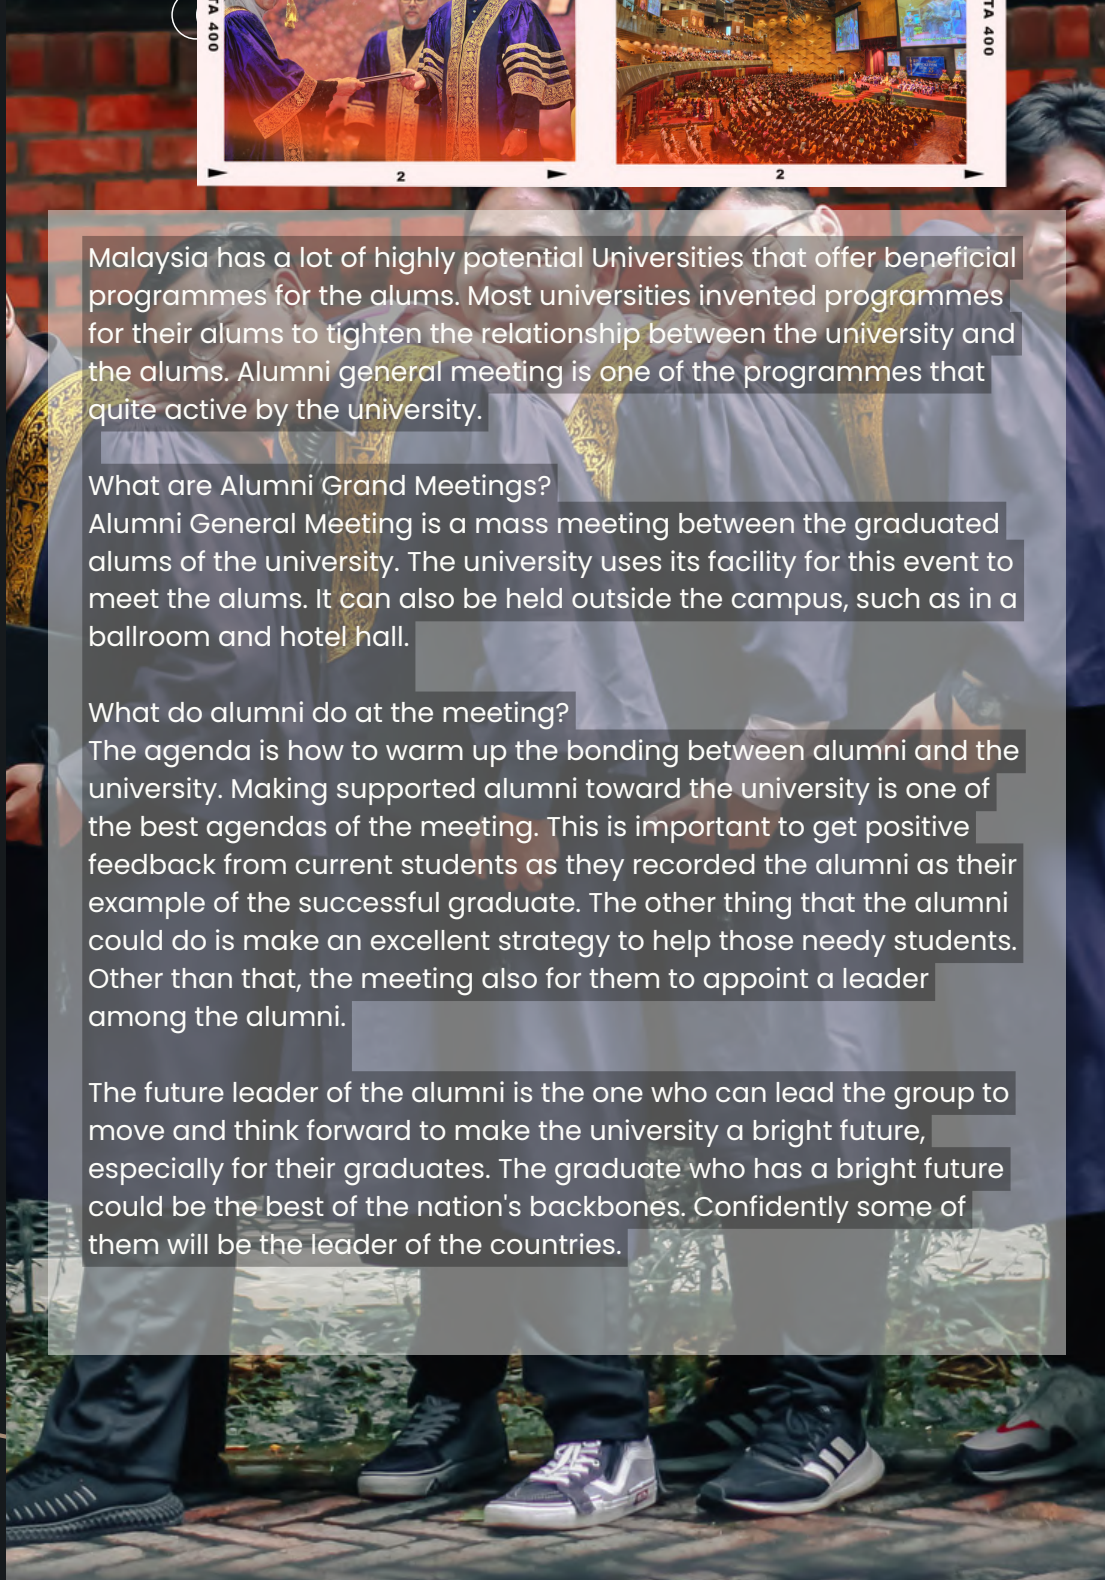 TA 400
TA 400
2
2
Malaysia has a lot of highly potential Universities that offer beneficial
programmes for the alums. Most universities invented programmes
for their alums to tighten the relationship between the university and
the alums. Alumni general meeting is one of the programmes that
quite active by the university.
What are Alumni Grand Meetings?
Alumni General Meeting is a mass meeting between the graduated
alums of the university. The university uses its facility for this event to
meet the alums. It can also be held outside the campus, such as in a
ballroom and hotel hall.
What do alumni do at the meeting?
The agenda is how to warm up the bonding between alumni and the
university. Making supported alumni toward the university is one of
the best agendas of the meeting. This is important to get positive
feedback from current students as they recorded the alumni as their
example of the successful graduate. The other thing that the alumni
could do is make an excellent strategy to help those needy students.
Other than that, the meeting also for them to appoint a leader
among the alumni.
The future leader of the alumni is the one who can lead the group to
move and think forward to make the university a bright future,
especially for their graduates. The graduate who has a bright future
could be the best of the nation's backbones. Confidently some of
them will be the leader of the countries.